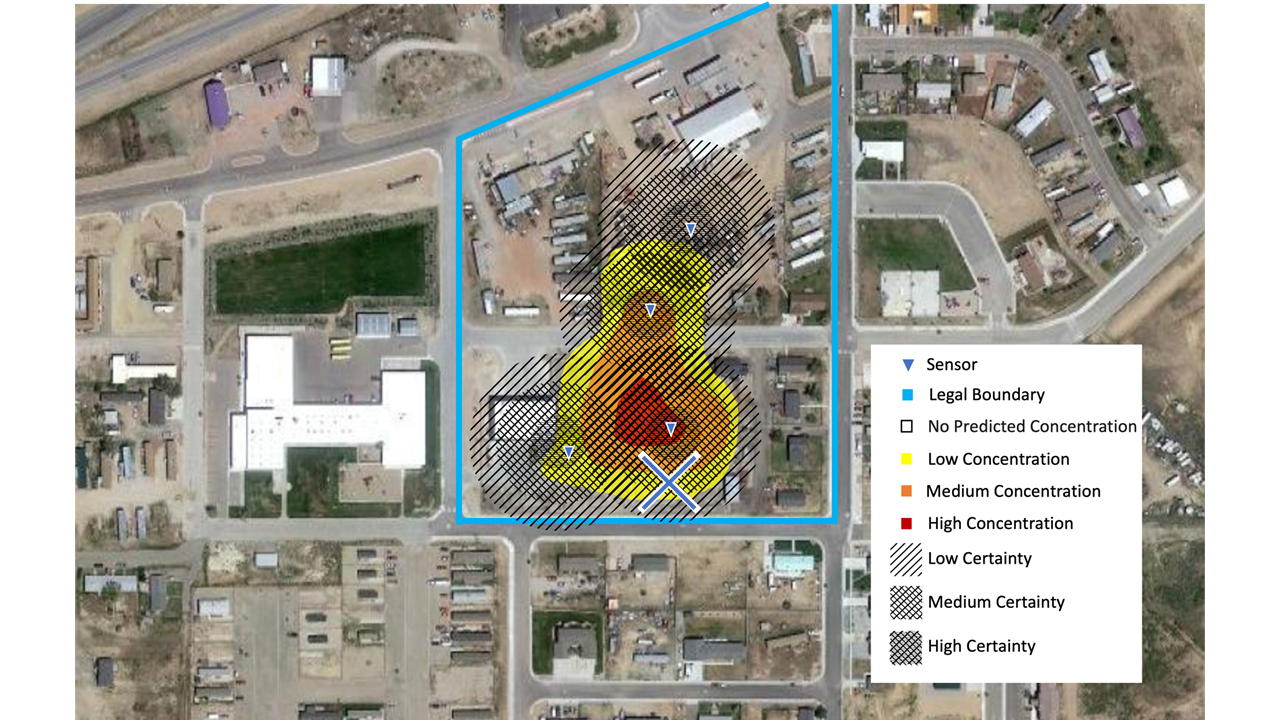 Sensor
Legal Boundary
No Predicted Concentration
Low Concentration
Medium Concentration
High Concentration
Low Certainty
Medium Certainty
High Certainty